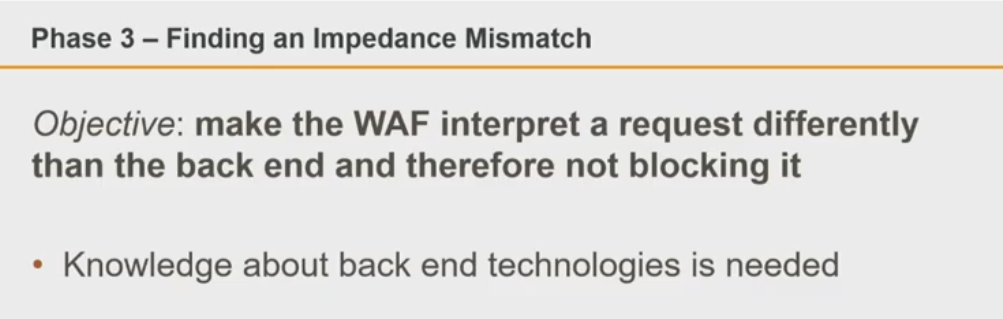 Phase 3 – Finding an Impedance Mismatch
Objective: make the WAF interpret a request differently
than the back end and therefore not blocking it
• Knowledge about back end technologies is needed